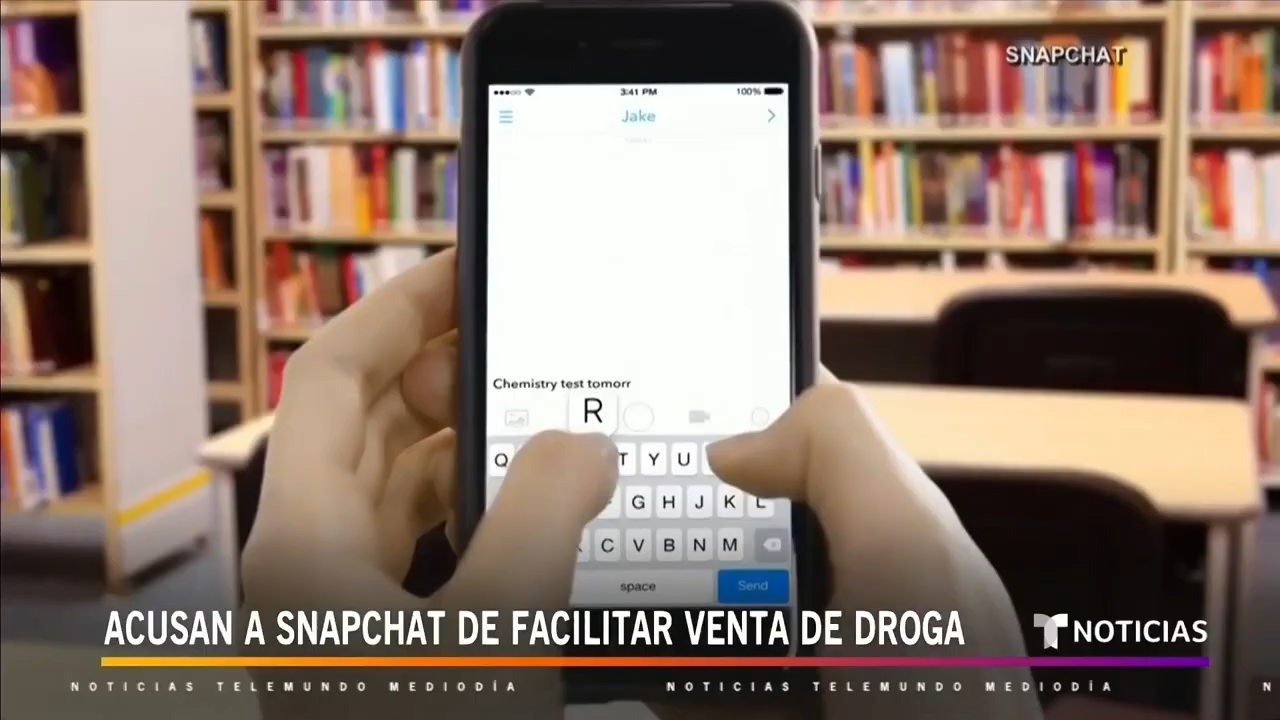 SNAPCHAT
3:41 PM
100%
Jake
Chemistry test tomorr
R
Q T Y U
G H J K L
C V B N M
space
Send
ACUSAN A SNAPCHAT DE FACILITAR VENTA DE DROGA
NOTICIAS
NOTICIAS TELEMUNDO MEDIODÍA
NOTICIAS TELEMUNDO MEDIODÍA
N